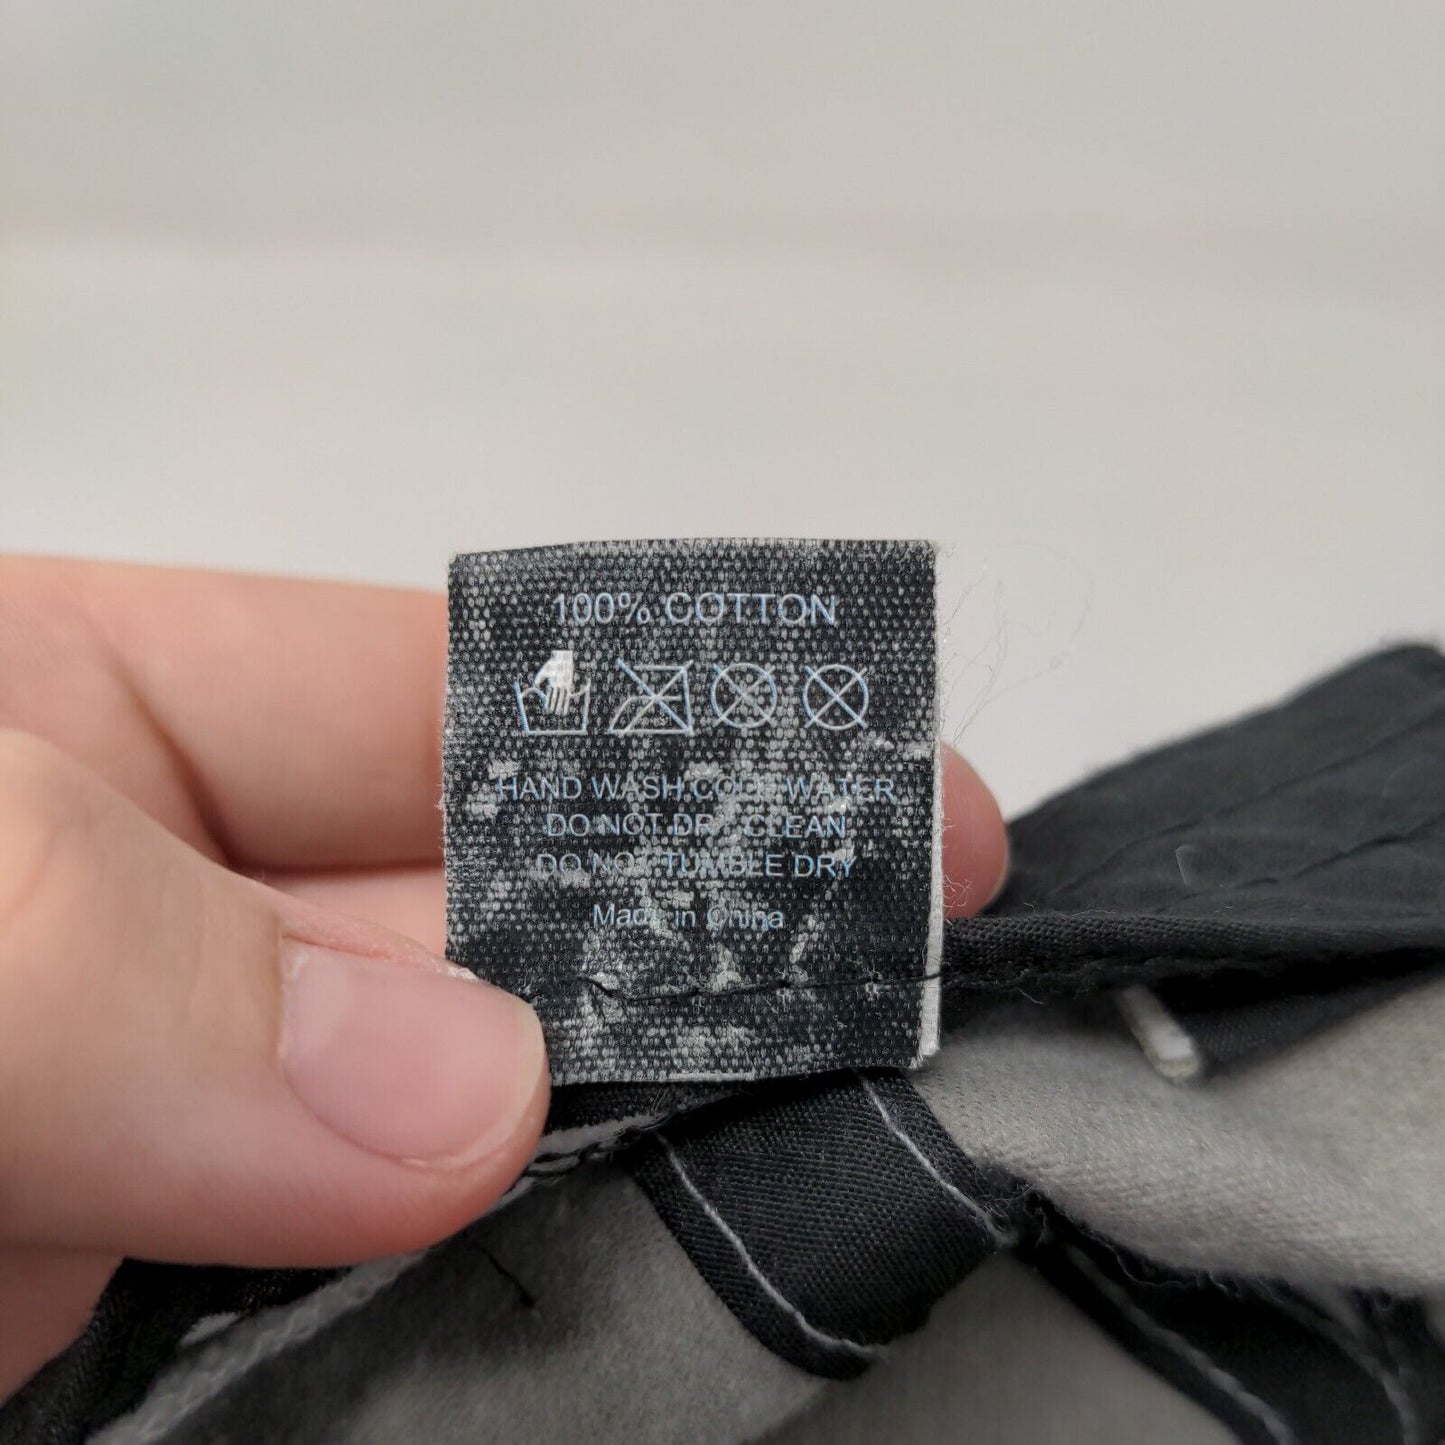 100% COTTON
HAND WASH COLD WATER
DO NOT DRY CLEAN
DO NOT TUMBLE DRY
Made in China